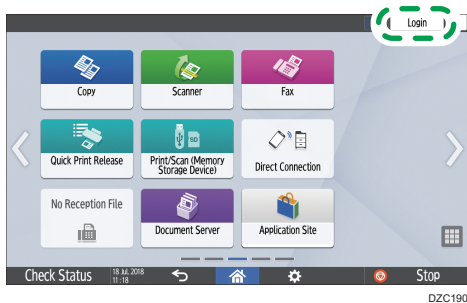 Login
Copy
Scanner
Fax
Quick Print Release
Print/Scan (Memory
Storage Device)
SD
Direct Connection
No Reception File
Document Server
Application Site
Check Status
18 Jul. 2018
11:18
Stop
DZC190